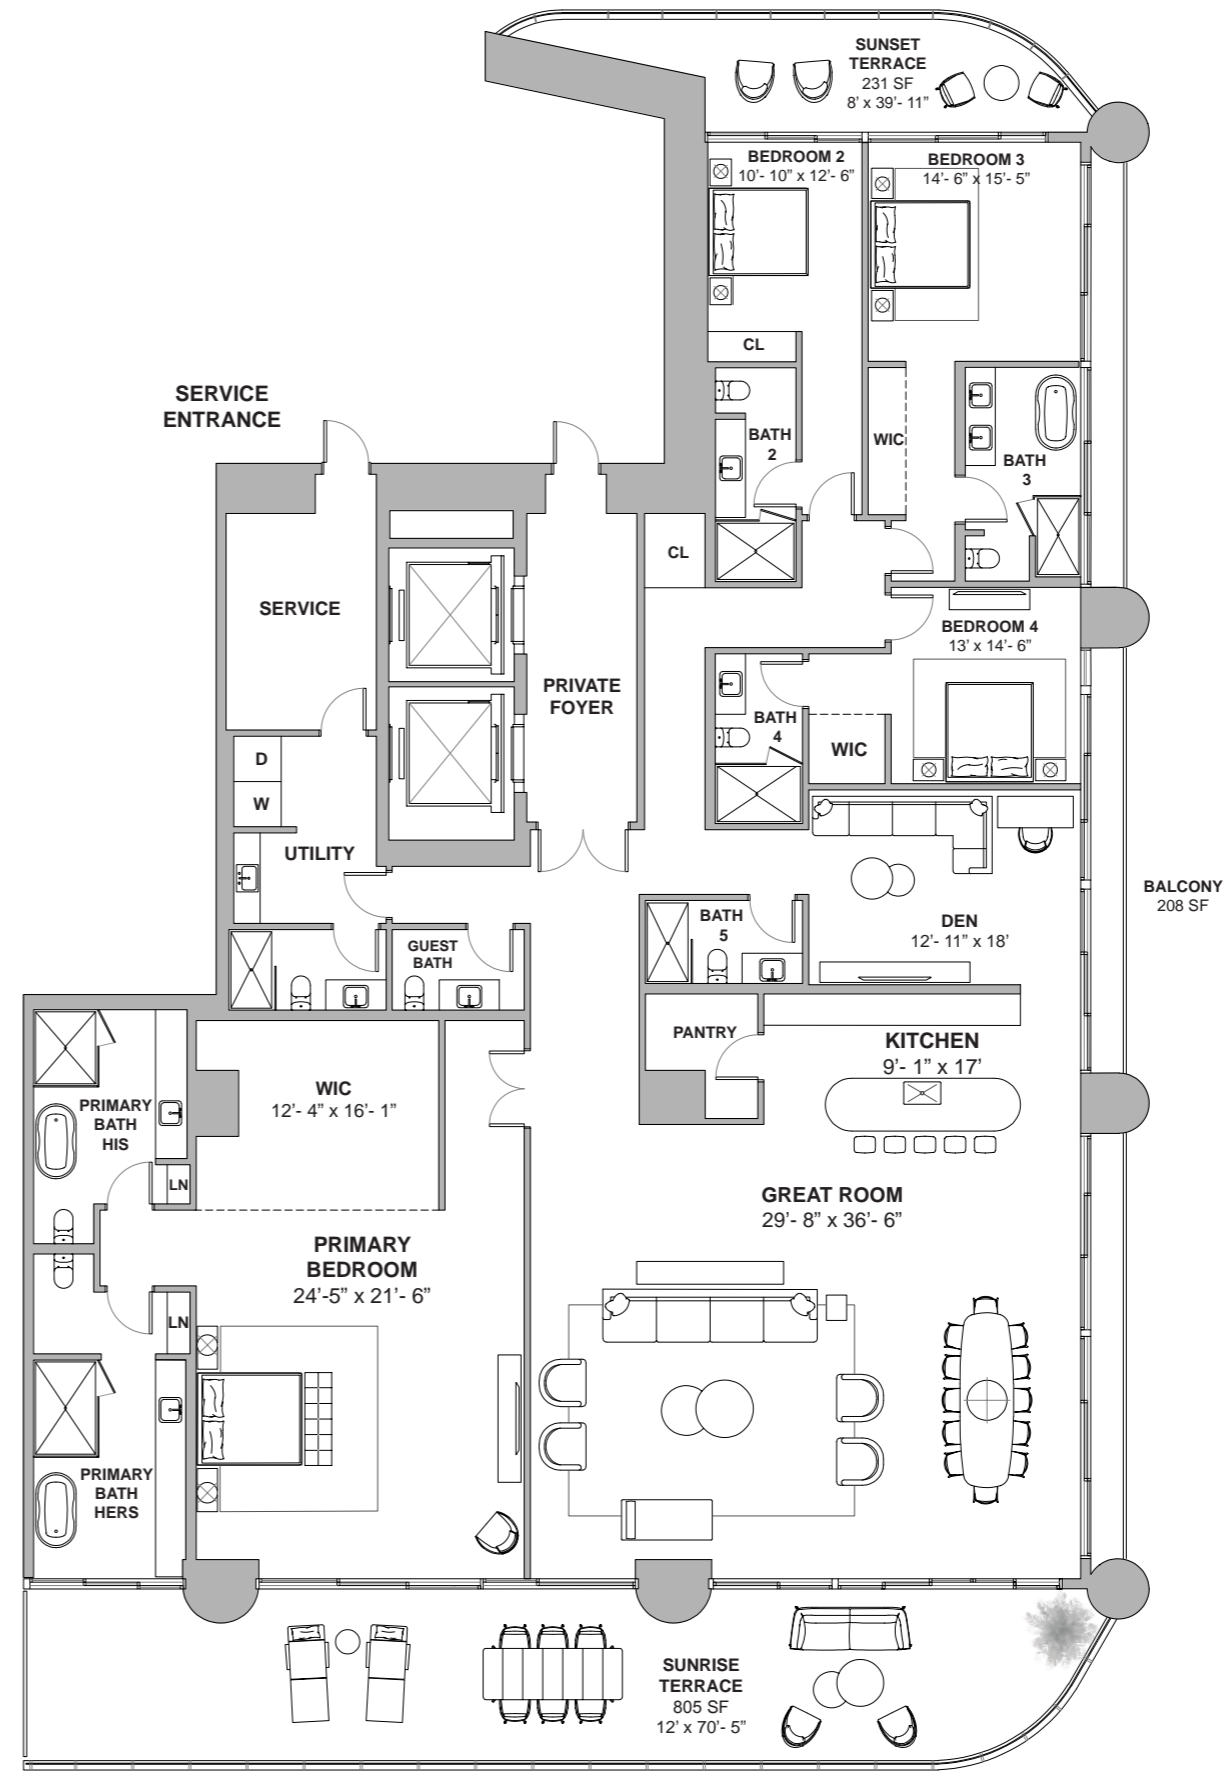 SUNSET
TERRACE
231 SF
8’ x 39’- 11”
BEDROOM 2
10’- 10” x 12’- 6”
BEDROOM 3
14’- 6” x 15’- 5”
CL
SERVICE
ENTRANCE
BATH
2
WIC
BATH
3
CL
SERVICE
BEDROOM 4
13’ x 14’- 6”
PRIVATE
FOYER
BATH
4
WIC
D
W
UTILITY
BALCONY
208 SF
BATH
5
DEN
12’- 11” x 18’
GUEST
BATH
PANTRY
KITCHEN
9’- 1” x 17’
WIC
12’- 4” x 16’- 1”
PRIMARY
BATH
HIS
LN
GREAT ROOM
29’- 8” x 36’- 6”
PRIMARY
BEDROOM
24’-5” x 21’- 6”
LN
PRIMARY
BATH
HERS
SUNRISE
TERRACE
805 SF
12’ x 70’- 5”